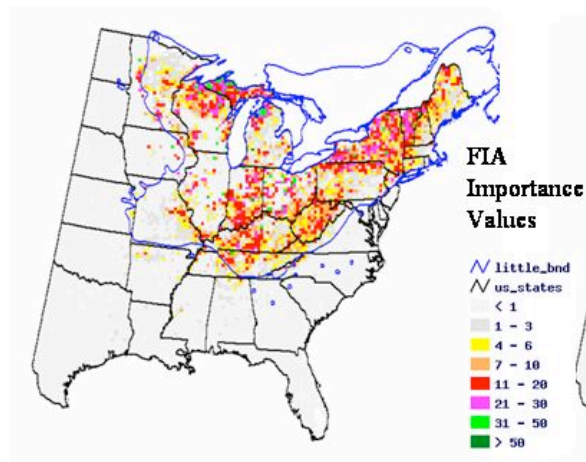 FIA
Importance
Values
little_bnd
us_states
< 1
1 - 3
4 - 6
7 - 10
11 - 20
21 - 30
31 - 50
> 50